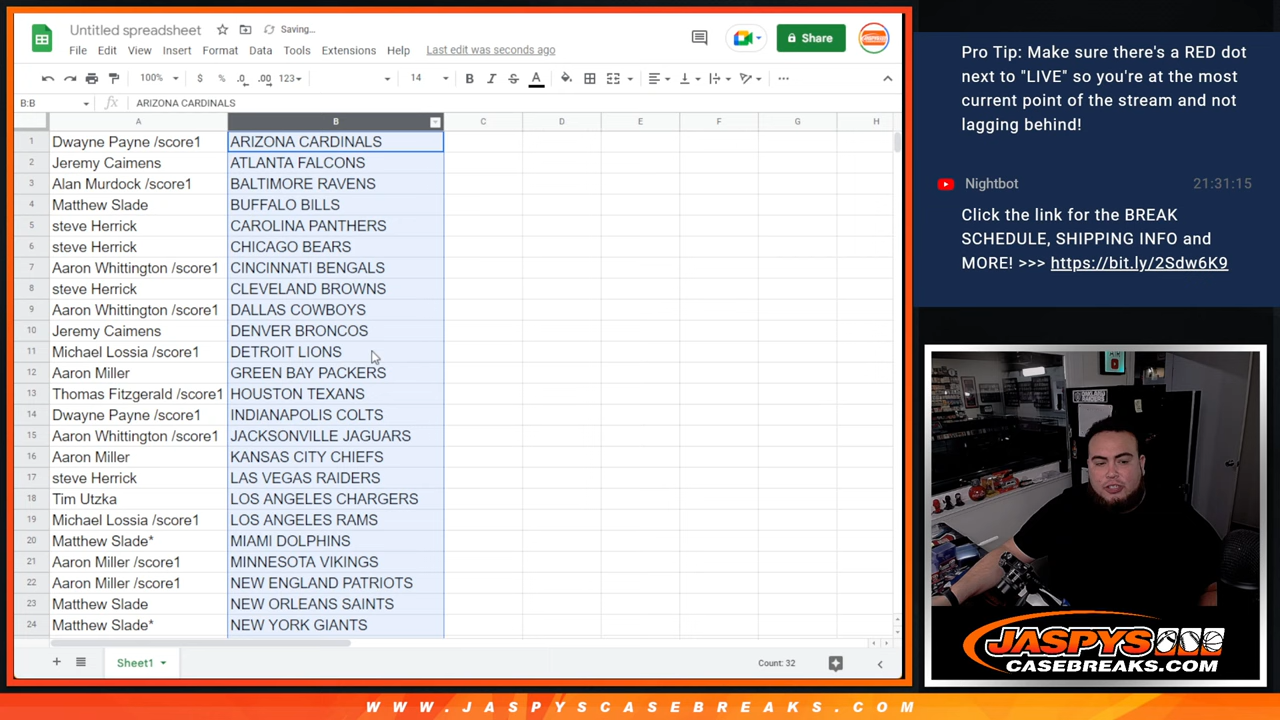 Untitled spreadsheet
Saving...
File Edit View Insert Format Data Tools Extensions Help Last edit was seconds ago
Share
100% $ % .0 .00 123 14 B I S A
B:B fx ARIZONA CARDINALS
A B C D E F G H
1 Dwayne Payne /score1 ARIZONA CARDINALS
2 Jeremy Caimens ATLANTA FALCONS
3 Alan Murdock /score1 BALTIMORE RAVENS
4 Matthew Slade BUFFALO BILLS
5 steve Herrick CAROLINA PANTHERS
6 steve Herrick CHICAGO BEARS
7 Aaron Whittington /score1 CINCINNATI BENGALS
8 steve Herrick CLEVELAND BROWNS
9 Aaron Whittington /score1 DALLAS COWBOYS
10 Jeremy Caimens DENVER BRONCOS
11 Michael Lossia /score1 DETROIT LIONS
12 Aaron Miller GREEN BAY PACKERS
13 Thomas Fitzgerald /score1 HOUSTON TEXANS
14 Dwayne Payne /score1 INDIANAPOLIS COLTS
15 Aaron Whittington /score1 JACKSONVILLE JAGUARS
16 Aaron Miller KANSAS CITY CHIEFS
17 steve Herrick LAS VEGAS RAIDERS
18 Tim Utzka LOS ANGELES CHARGERS
19 Michael Lossia /score1 LOS ANGELES RAMS
20 Matthew Slade* MIAMI DOLPHINS
21 Aaron Miller /score1 MINNESOTA VIKINGS
22 Aaron Miller /score1 NEW ENGLAND PATRIOTS
23 Matthew Slade NEW ORLEANS SAINTS
24 Matthew Slade* NEW YORK GIANTS
Sheet1
Count: 32
Pro Tip: Make sure there's a RED dot
next to "LIVE" so you're at the most
current point of the stream and not
lagging behind!
Nightbot 21:31:15
Click the link for the BREAK
SCHEDULE, SHIPPING INFO and
MORE! >>> https://bit.ly/2Sdw6K9
JASPYS
CASEBREAKS.COM
WWW.JASPYSCASEBREAKS.COM